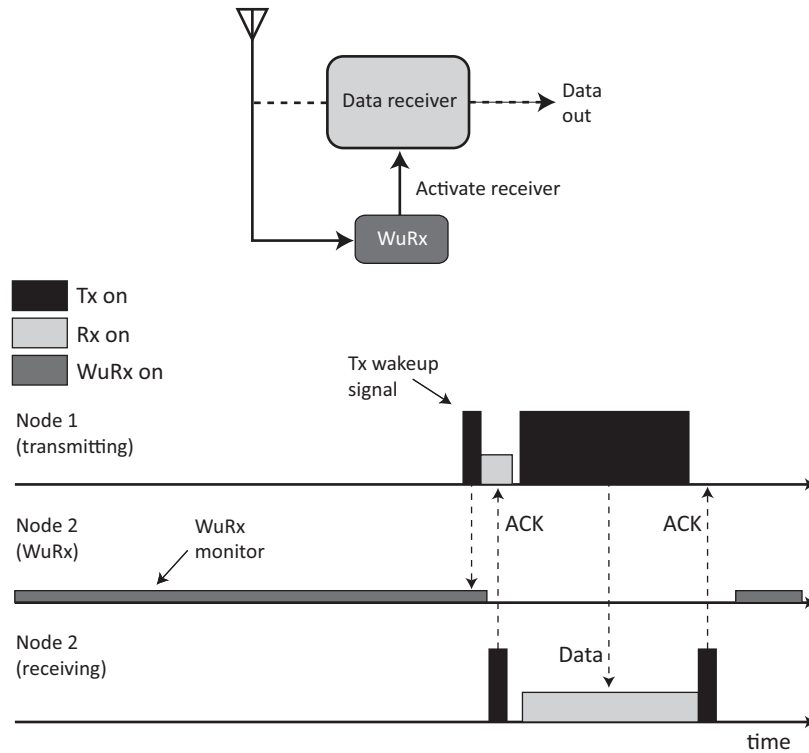 Data receiver
Data
out
Activate receiver
WuRx
Tx on
Rx on
WuRx on
Tx wakeup
signal
Node 1
(transmitting)
Node 2
(WuRx)
WuRx
monitor
ACK
ACK
Node 2
(receiving)
Data
time